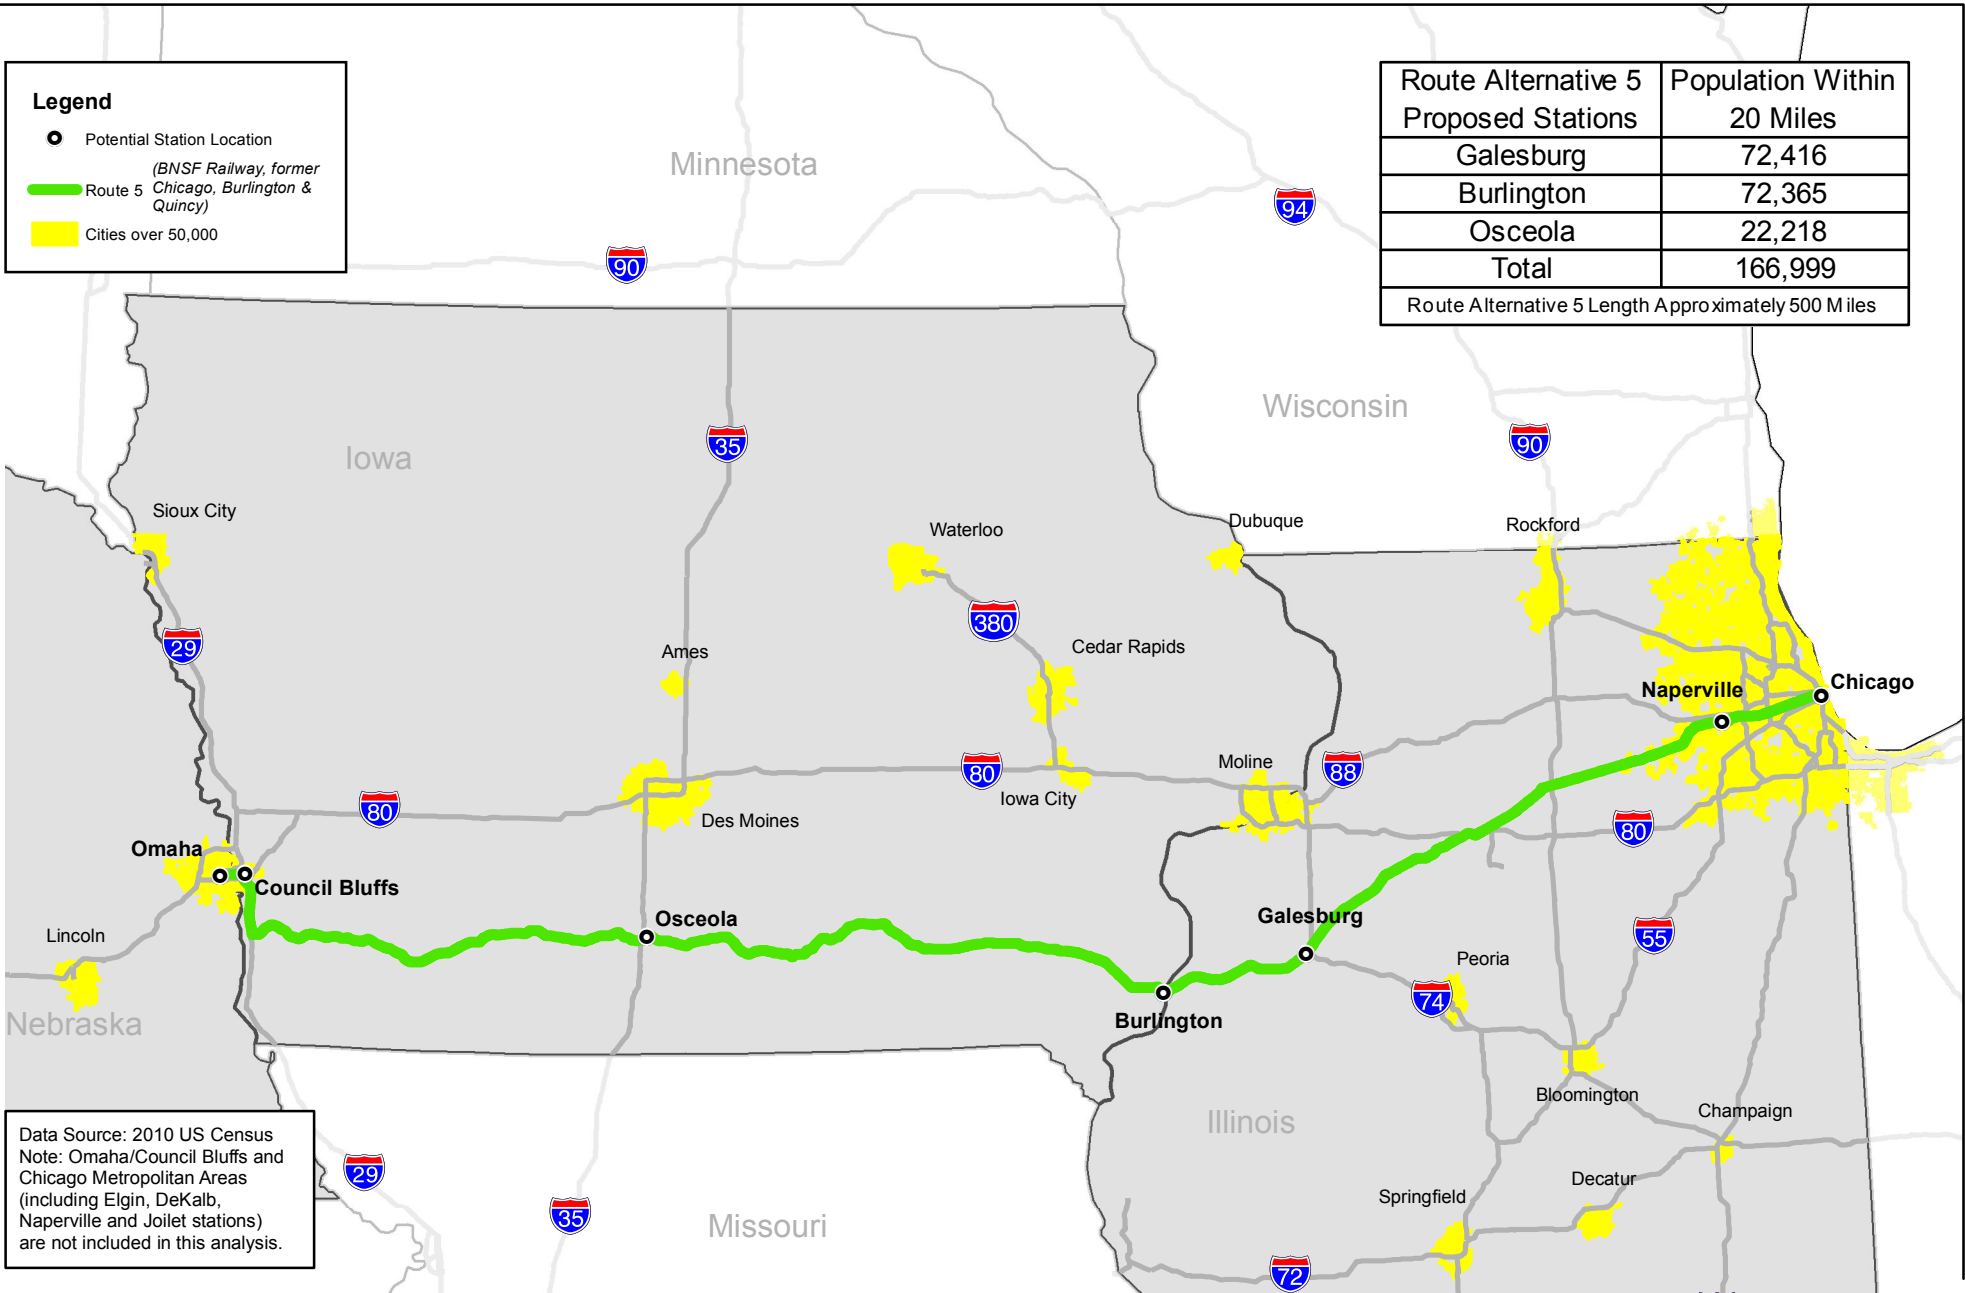 Legend
Potential Station Location
Route 5 (BNSF Railway, former
Chicago, Burlington &
Quincy)
Cities over 50,000
Route Alternative 5 Population Within
Proposed Stations 20 Miles
Galesburg 72,416
Burlington 72,365
Osceola 22,218
Total 166,999
Route Alternative 5 Length Approximately 500 Miles
Minnesota
94
90
Wisconsin
35
90
Iowa
Sioux City
Waterloo
Dubuque
Rockford
380
29
Ames
Cedar Rapids
Naperville
Chicago
Moline
88
80
Iowa City
80
Des Moines
80
Omaha
Council Bluffs
Osceola
Galesburg
Lincoln
55
Peoria
74
Nebraska
Burlington
Bloomington
Champaign
Illinois
Decatur
Springfield
29
35
Missouri
72
Data Source: 2010 US Census
Note: Omaha/Council Bluffs and
Chicago Metropolitan Areas
(including Elgin, DeKalb,
Naperville and Joilet stations)
are not included in this analysis.